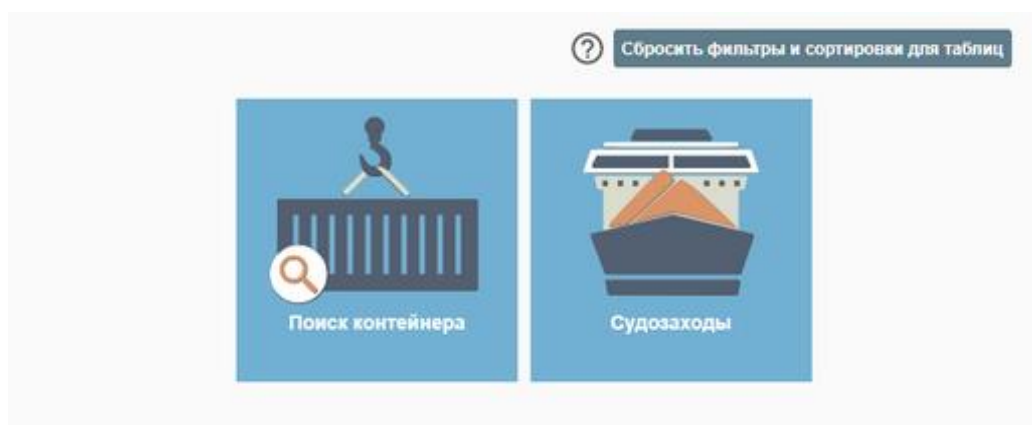 ? Сбросить фильтры и сортировки для таблиц
Поиск контейнера
Судозаходы